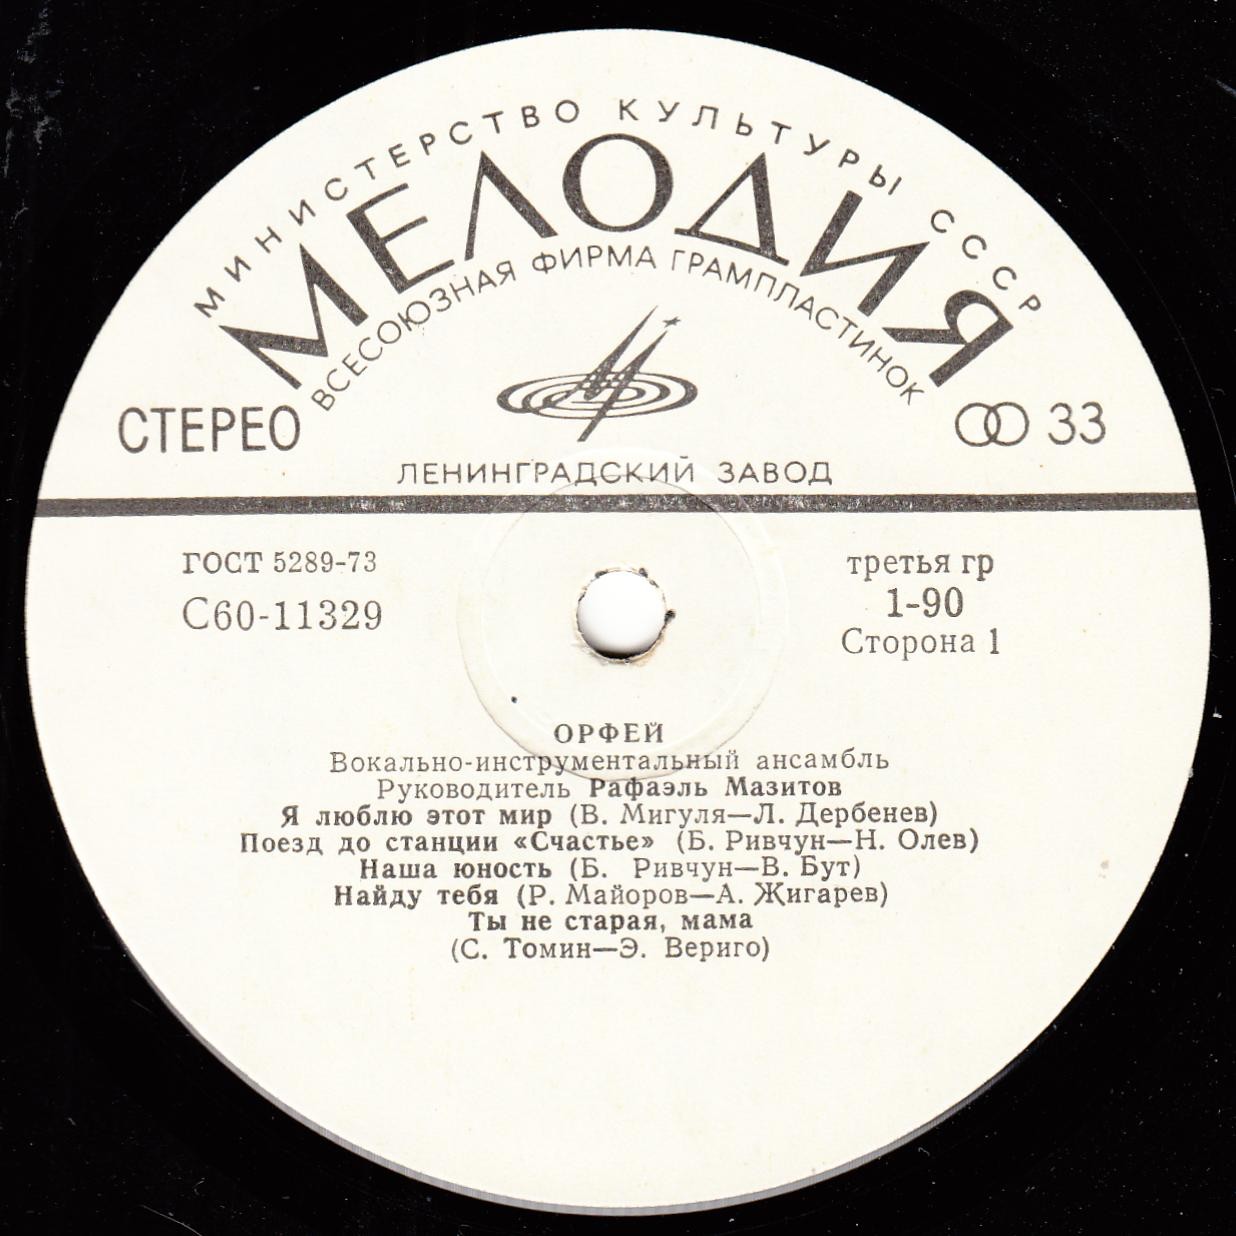 МИНИСТЕРСТВО КУЛЬТУРЫ СССР
МЕЛОДИЯ
ВСЕСОЮЗНАЯ ФИРМА ГРАМПЛАСТИНОК
СТЕРЕО
33
ЛЕНИНГРАДСКИЙ ЗАВОД
ГОСТ 5289-73
С60-11329
третья гр
1-90
Сторона 1
ОРФЕЙ
Вокально-инструментальный ансамбль
Руководитель Рафаэль Мазитов
Я люблю этот мир (В. Мигуля—Л. Дербенев)
Поезд до станции «Счастье» (Б. Ривчун—Н. Олев)
Наша юность (Б. Ривчун—В. Бут)
Найду тебя (Р. Майоров—А. Жигарев)
Ты не старая, мама
(С. Томин—Э. Вериго)